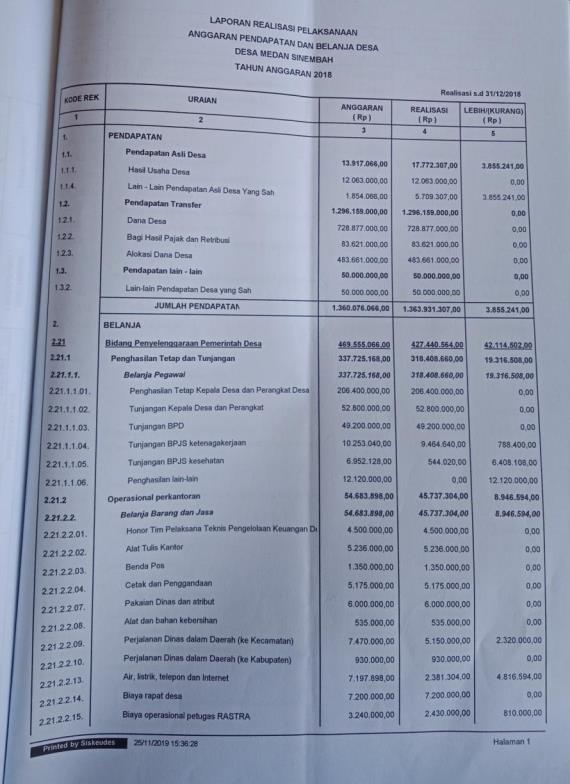 LAPORAN REALISASI PELAKSANAAN
ANGGARAN PENDAPATAN DAN BELANJA DESA
DESA MEDAN SINEMBAH
TAHUN ANGGARAN 2018
Realisasi s.d 31/12/2018
KODE REK URAIAN ANGGARAN (Rp) REALISASI (Rp) LEBIH/(KURANG) (Rp)
1 2 3 4 5
1. PENDAPATAN
1.1. Pendapatan Asli Desa 13.917.066,00 17.772.307,00 3.855.241,00
1.1.1. Hasil Usaha Desa 12.063.000,00 12.063.000,00 0,00
1.1.4. Lain - Lain Pendapatan Asli Desa Yang Sah 1.854.066,00 5.709.307,00 3.855.241,00
1.2. Pendapatan Transfer 1.296.159.000,00 1.296.159.000,00 0,00
1.2.1. Dana Desa 728.877.000,00 728.877.000,00 0,00
1.2.2. Bagi Hasil Pajak dan Retribusi 83.621.000,00 83.621.000,00 0,00
1.2.3. Alokasi Dana Desa 483.661.000,00 483.661.000,00 0,00
1.3. Pendapatan lain - lain 50.000.000,00 50.000.000,00 0,00
1.3.2. Lain-lain Pendapatan Desa yang Sah 50.000.000,00 50.000.000,00 0,00
JUMLAH PENDAPATAN 1.360.076.066,00 1.363.931.307,00 3.855.241,00
2. BELANJA
2.21 Bidang Penyelenggaraan Pemerintah Desa 469.555.066,00 427.440.564,00 42.114.502,00
2.21.1 Penghasilan Tetap dan Tunjangan 337.725.168,00 318.408.660,00 19.316.508,00
2.21.1.1. Belanja Pegawai 337.725.168,00 318.408.660,00 19.316.508,00
2.21.1.1.01. Penghasilan Tetap Kepala Desa dan Perangkat Desa 206.400.000,00 206.400.000,00 0,00
2.21.1.1.02. Tunjangan Kepala Desa dan Perangkat 52.800.000,00 52.800.000,00 0,00
2.21.1.1.03. Tunjangan BPD 49.200.000,00 49.200.000,00 0,00
2.21.1.1.04. Tunjangan BPJS ketenagakerjaan 10.253.040,00 9.464.640,00 788.400,00
2.21.1.1.05. Tunjangan BPJS kesehatan 6.952.128,00 544.020,00 6.408.108,00
2.21.1.1.06. Penghasilan lain-lain 12.120.000,00 0,00 12.120.000,00
2.21.2 Operasional perkantoran 54.683.898,00 45.737.304,00 8.946.594,00
2.21.2.2. Belanja Barang dan Jasa 54.683.898,00 45.737.304,00 8.946.594,00
2.21.2.2.01. Honor Tim Pelaksana Teknis Pengelolaan Keuangan De 4.500.000,00 4.500.000,00 0,00
2.21.2.2.02. Alat Tulis Kantor 5.236.000,00 5.236.000,00 0,00
2.21.2.2.03. Benda Pos 1.350.000,00 1.350.000,00 0,00
2.21.2.2.04. Cetak dan Penggandaan 5.175.000,00 5.175.000,00 0,00
2.21.2.2.07. Pakaian Dinas dan atribut 6.000.000,00 6.000.000,00 0,00
2.21.2.2.08. Alat dan bahan kebersihan 535.000,00 535.000,00 0,00
2.21.2.2.09. Perjalanan Dinas dalam Daerah (ke Kecamatan) 7.470.000,00 5.150.000,00 2.320.000,00
2.21.2.2.10. Perjalanan Dinas dalam Daerah (ke Kabupaten) 930.000,00 930.000,00 0,00
2.21.2.2.13. Air, listrik, telepon dan Internet 7.197.898,00 2.381.304,00 4.816.594,00
2.21.2.2.14. Biaya rapat desa 7.200.000,00 7.200.000,00 0,00
2.21.2.2.15. Biaya operasional petugas RASTRA 3.240.000,00 2.430.000,00 810.000,00
Printed by Siskeudes 25/11/2019 15:36:28 Halaman 1